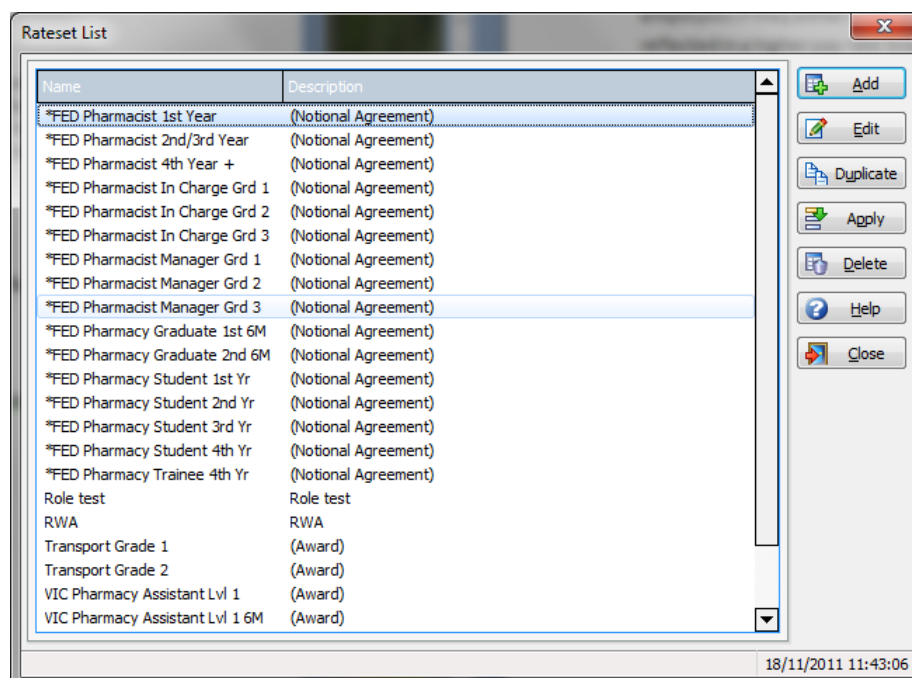 Rateset List
Name Description
*FED Pharmacist 1st Year (Notional Agreement)
*FED Pharmacist 2nd/3rd Year (Notional Agreement)
*FED Pharmacist 4th Year + (Notional Agreement)
*FED Pharmacist In Charge Grd 1 (Notional Agreement)
*FED Pharmacist In Charge Grd 2 (Notional Agreement)
*FED Pharmacist In Charge Grd 3 (Notional Agreement)
*FED Pharmacist Manager Grd 1 (Notional Agreement)
*FED Pharmacist Manager Grd 2 (Notional Agreement)
*FED Pharmacist Manager Grd 3 (Notional Agreement)
*FED Pharmacy Graduate 1st 6M (Notional Agreement)
*FED Pharmacy Graduate 2nd 6M (Notional Agreement)
*FED Pharmacy Student 1st Yr (Notional Agreement)
*FED Pharmacy Student 2nd Yr (Notional Agreement)
*FED Pharmacy Student 3rd Yr (Notional Agreement)
*FED Pharmacy Student 4th Yr (Notional Agreement)
*FED Pharmacy Trainee 4th Yr (Notional Agreement)
Role test Role test
RWA RWA
Transport Grade 1 (Award)
Transport Grade 2 (Award)
VIC Pharmacy Assistant Lvl 1 (Award)
VIC Pharmacy Assistant Lvl 1 6M (Award)
Add
Edit
Duplicate
Apply
Delete
Help
Close
18/11/2011 11:43:06